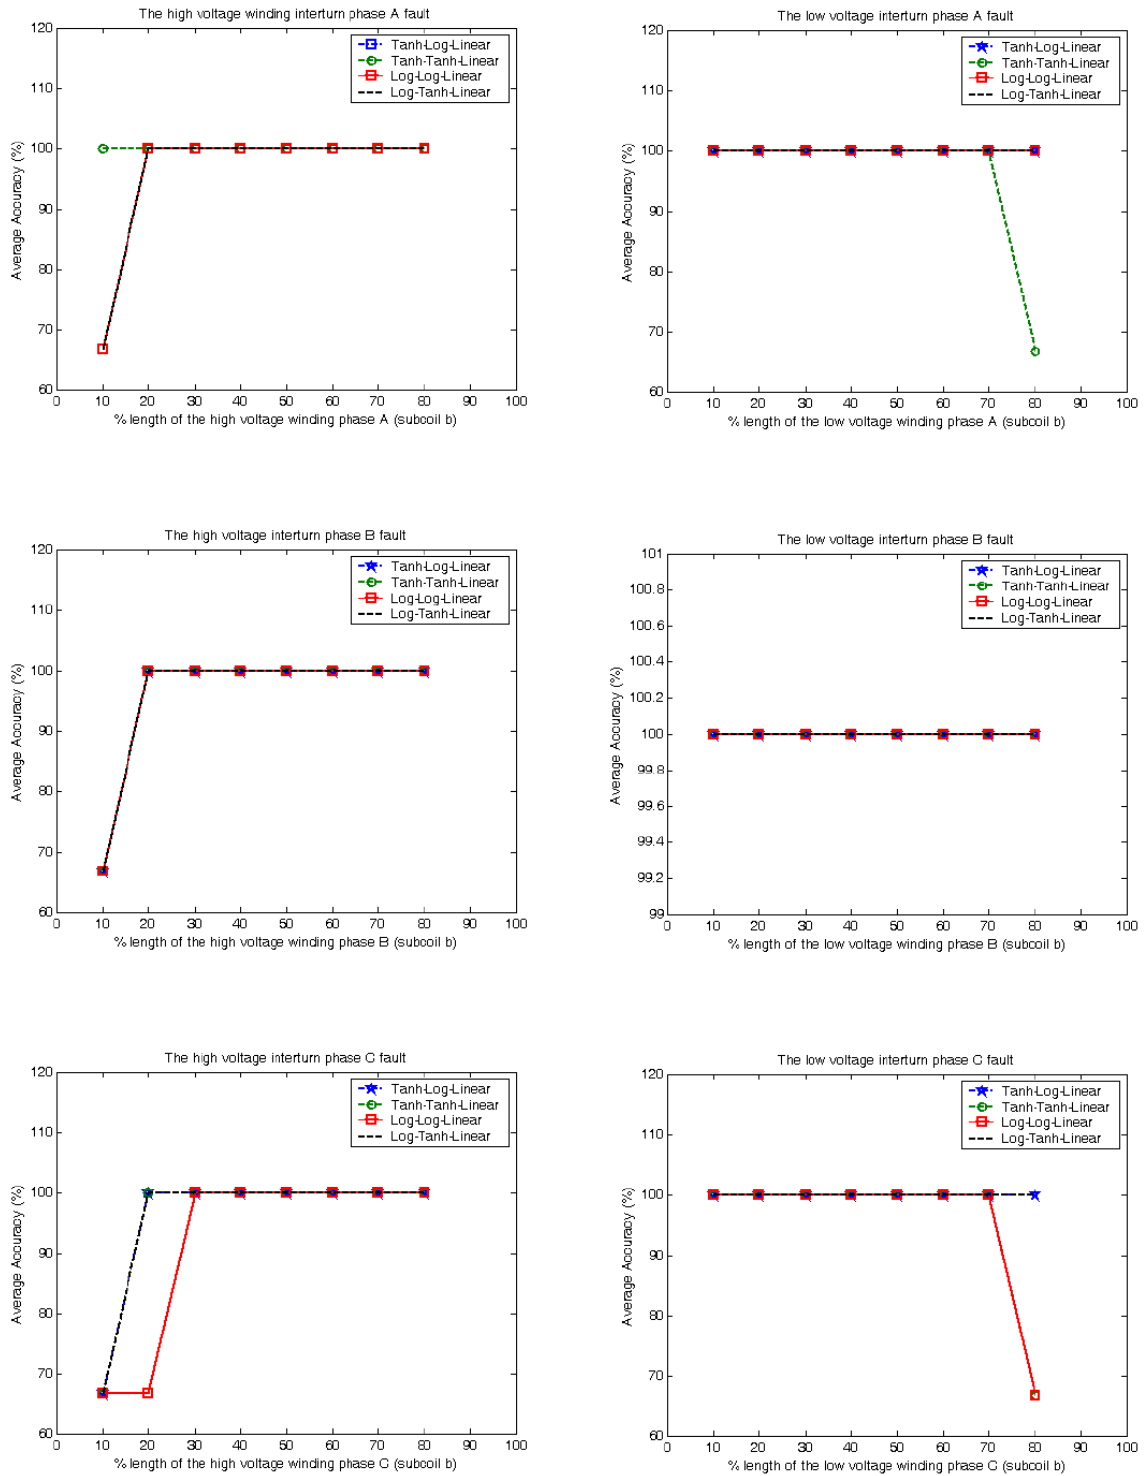 The high voltage winding interturn phase A fault
120
110
100
90
80
70
60
Average Accuracy (%)
Tanh-Log-Linear
Tanh-Tanh-Linear
Log-Log-Linear
Log-Tanh-Linear
0 10 20 30 40 50 60 70 80 90 100
% length of the high voltage winding phase A (subcoil b)
The low voltage interturn phase A fault
120
110
100
90
80
70
60
Average Accuracy (%)
Tanh-Log-Linear
Tanh-Tanh-Linear
Log-Log-Linear
Log-Tanh-Linear
0 10 20 30 40 50 60 70 80 90 100
% length of the low voltage winding phase A (subcoil b)
The high voltage interturn phase B fault
120
110
100
90
80
70
60
Average Accuracy (%)
Tanh-Log-Linear
Tanh-Tanh-Linear
Log-Log-Linear
Log-Tanh-Linear
0 10 20 30 40 50 60 70 80 90 100
% length of the high voltage winding phase B (subcoil b)
The low voltage interturn phase B fault
101
100.8
100.6
100.4
100.2
100
99.8
99.6
99.4
99.2
99
Average Accuracy (%)
Tanh-Log-Linear
Tanh-Tanh-Linear
Log-Log-Linear
Log-Tanh-Linear
0 10 20 30 40 50 60 70 80 90 100
% length of the low voltage winding phase B (subcoil b)
The high voltage interturn phase C fault
120
110
100
90
80
70
60
Average Accuracy (%)
Tanh-Log-Linear
Tanh-Tanh-Linear
Log-Log-Linear
Log-Tanh-Linear
0 10 20 30 40 50 60 70 80 90 100
% length of the high voltage winding phase C (subcoil b)
The low voltage interturn phase C fault
120
110
100
90
80
70
60
Average Accuracy (%)
Tanh-Log-Linear
Tanh-Tanh-Linear
Log-Log-Linear
Log-Tanh-Linear
0 10 20 30 40 50 60 70 80 90 100
% length of the low voltage winding phase C (subcoil b)